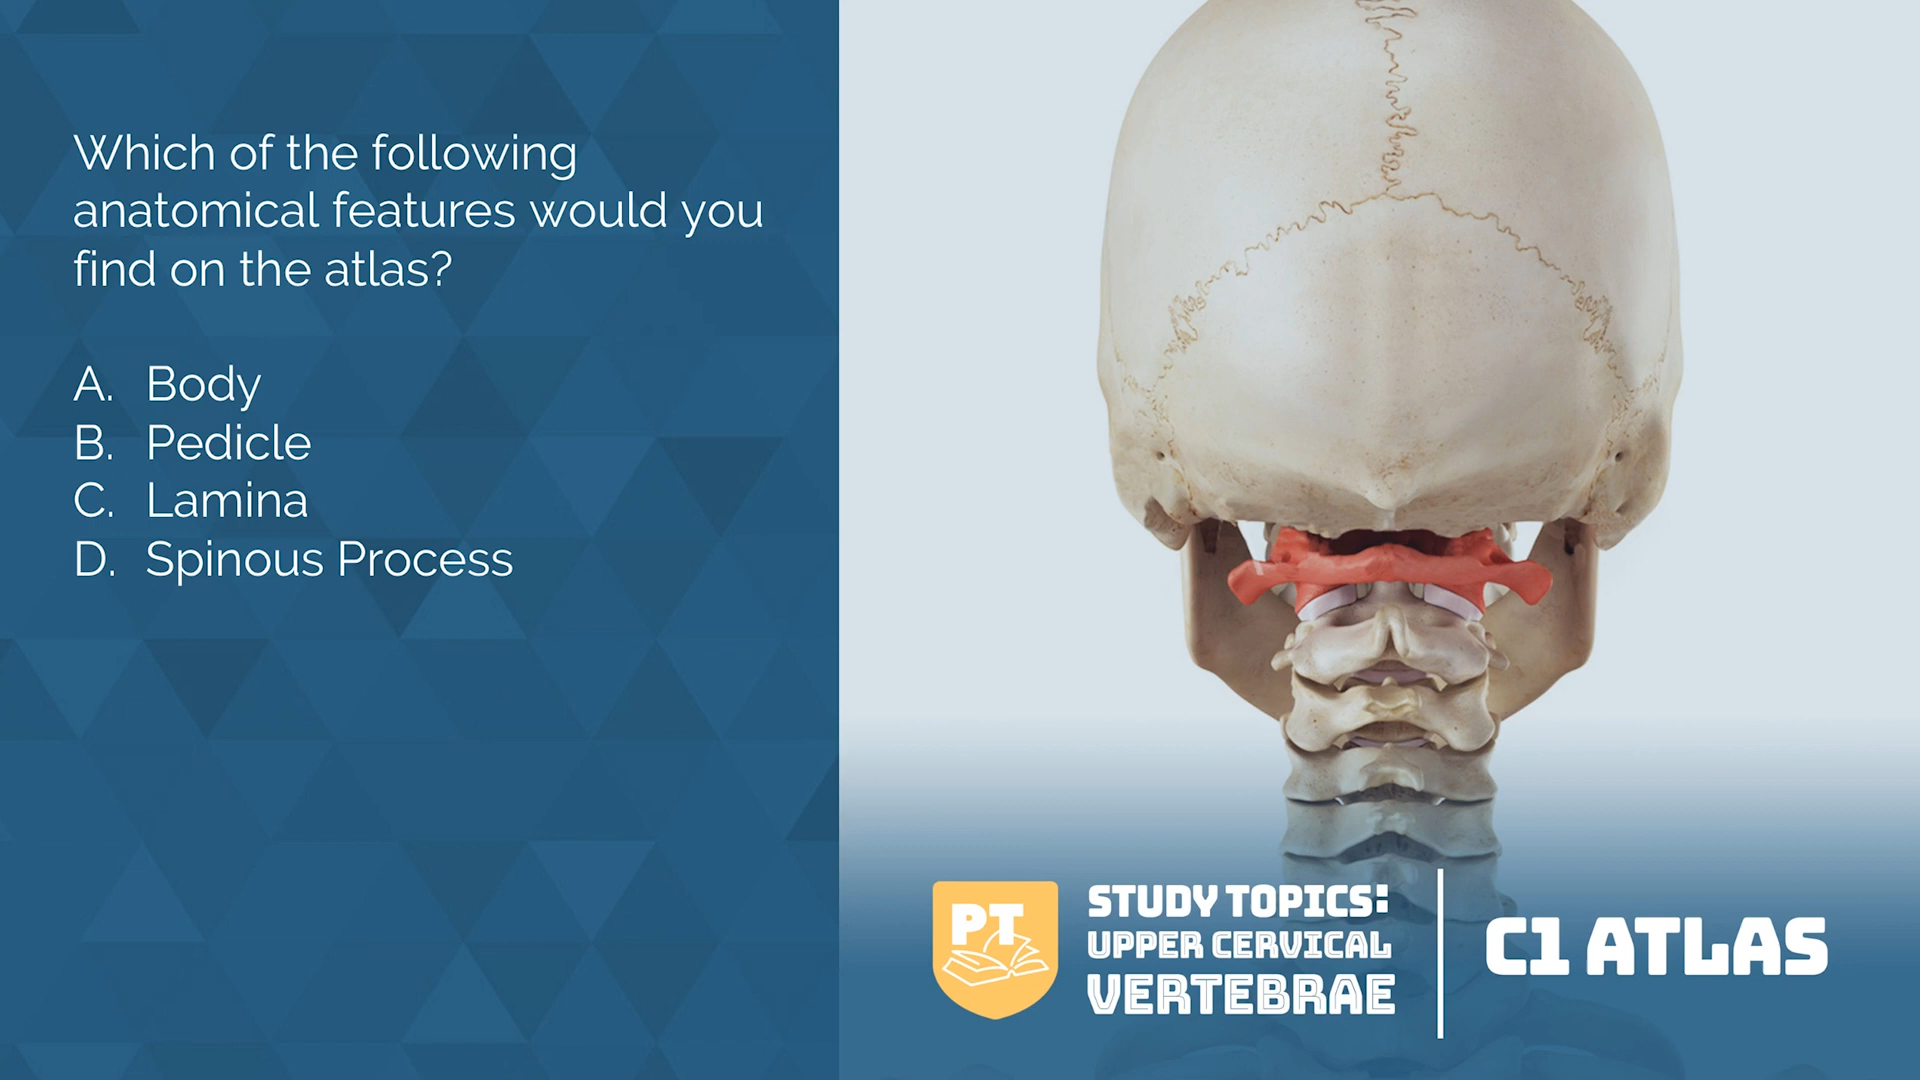 Which of the following
anatomical features would you
find on the atlas?
A. Body
B. Pedicle
C. Lamina
D. Spinous Process
PT
STUDY TOPICS:
UPPER CERVICAL
VERTEBRAE
C1 ATLAS